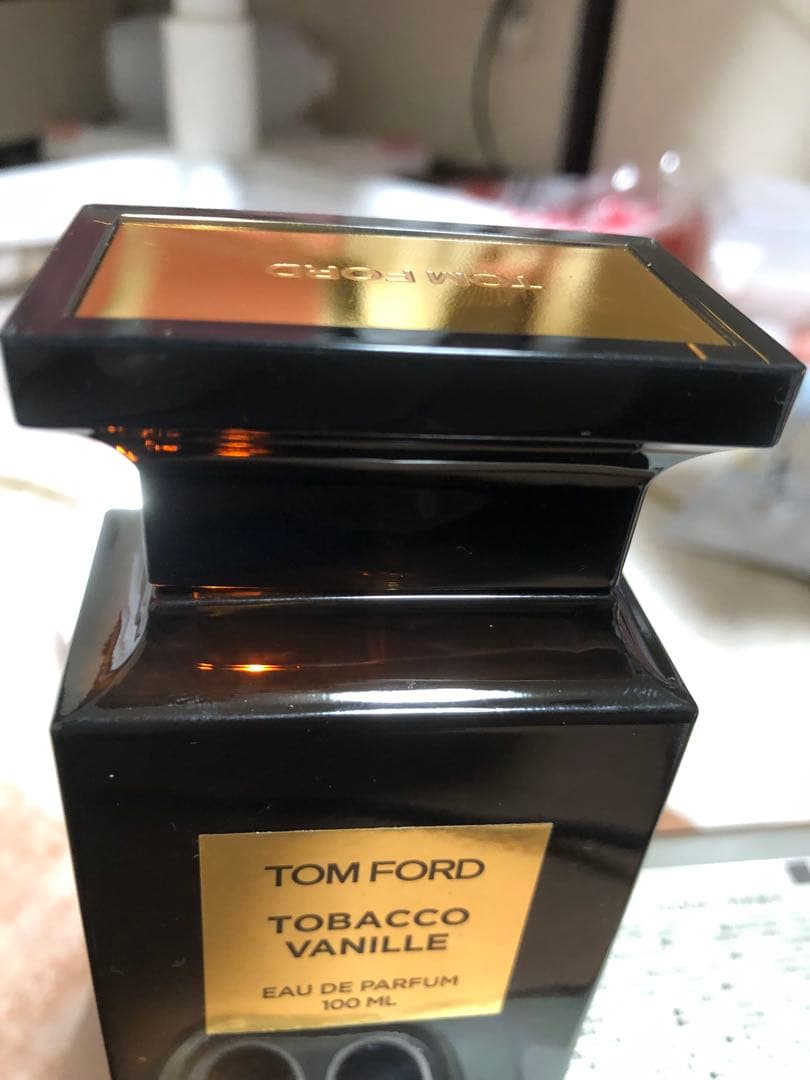 TOM FORD
TOM FORD
TOBACCO
VANILLE
EAU DE PARFUM
100 ML